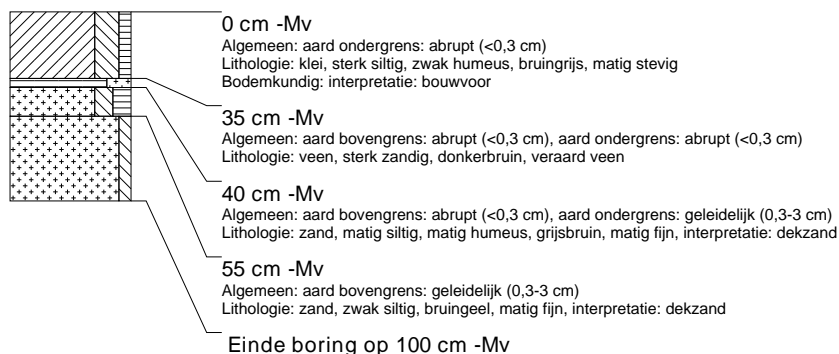 0 cm -Mv
Algemeen: aard ondergrens: abrupt (<0,3 cm)
Lithologie: klei, sterk siltig, zwak humeus, bruingrijs, matig stevig
Bodemkundig: interpretatie: bouwvoor
35 cm -Mv
Algemeen: aard bovengrens: abrupt (<0,3 cm), aard ondergrens: abrupt (<0,3 cm)
Lithologie: veen, sterk zandig, donkerbruin, veraard veen
40 cm -Mv
Algemeen: aard bovengrens: abrupt (<0,3 cm), aard ondergrens: geleidelijk (0,3-3 cm)
Lithologie: zand, matig siltig, matig humeus, grijsbruin, matig fijn, interpretatie: dekzand
55 cm -Mv
Algemeen: aard bovengrens: geleidelijk (0,3-3 cm)
Lithologie: zand, zwak siltig, bruingeel, matig fijn, interpretatie: dekzand
Einde boring op 100 cm -Mv